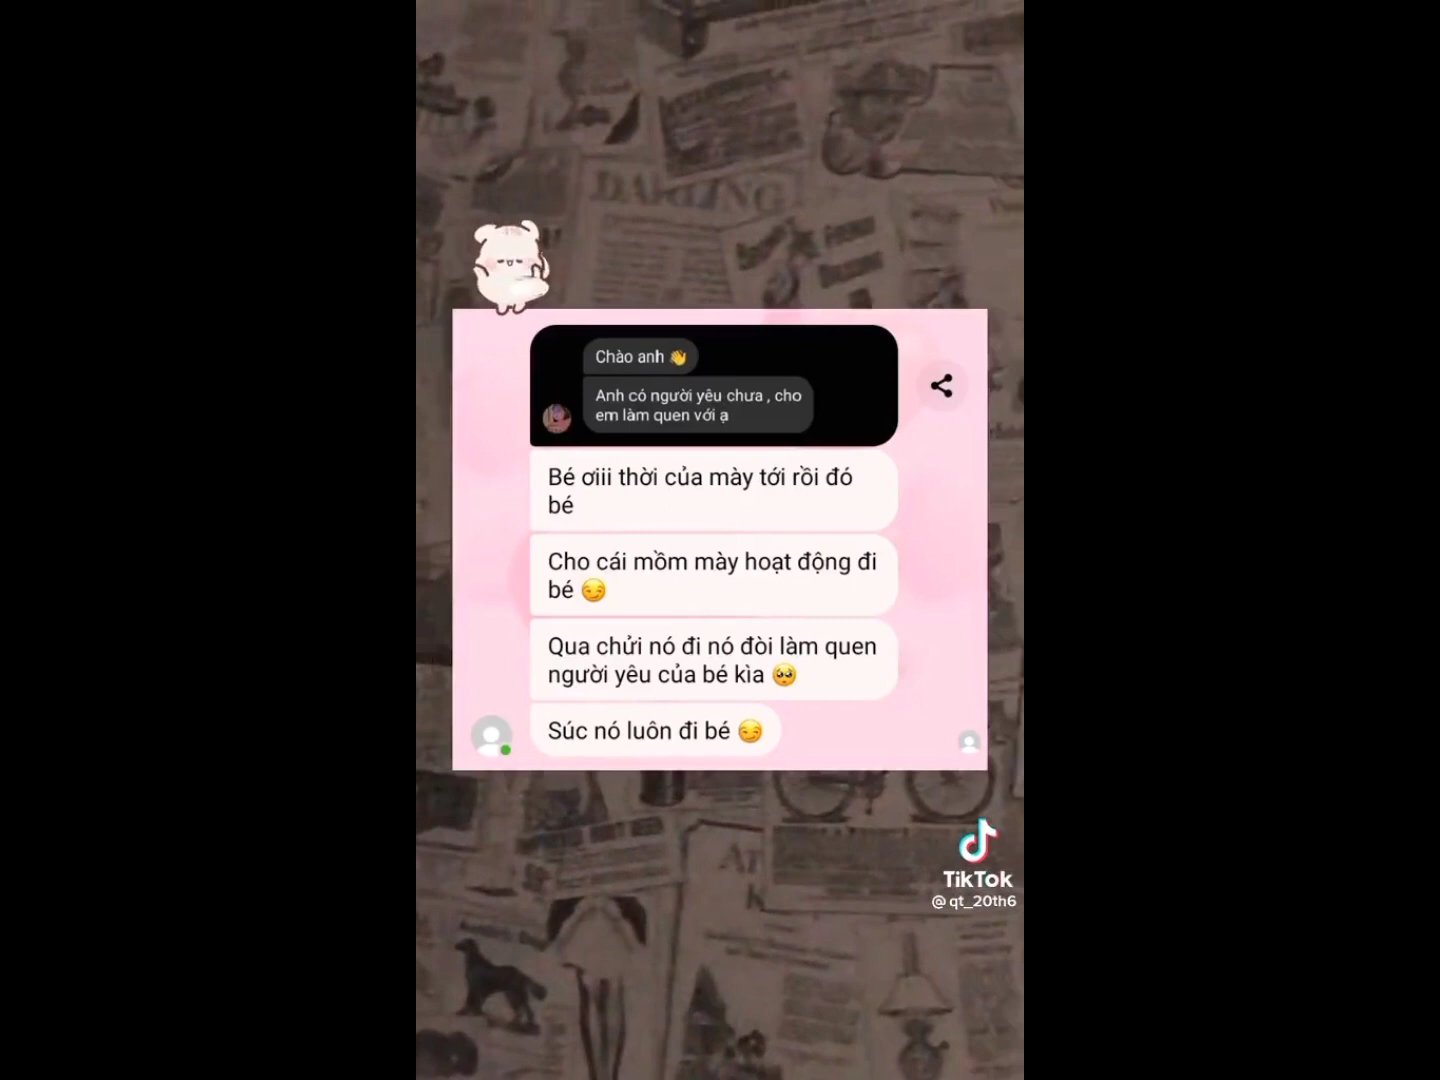 DARLING
Chào anh 👋
Anh có người yêu chưa , cho
em làm quen với ạ
Bé ơiii thời của mày tới rồi đó
bé
Cho cái mồm mày hoạt động đi
bé 😏
Qua chửi nó đi nó đòi làm quen
người yêu của bé kìa 🥺
Súc nó luôn đi bé 😏
TikTok
@qt_20th6